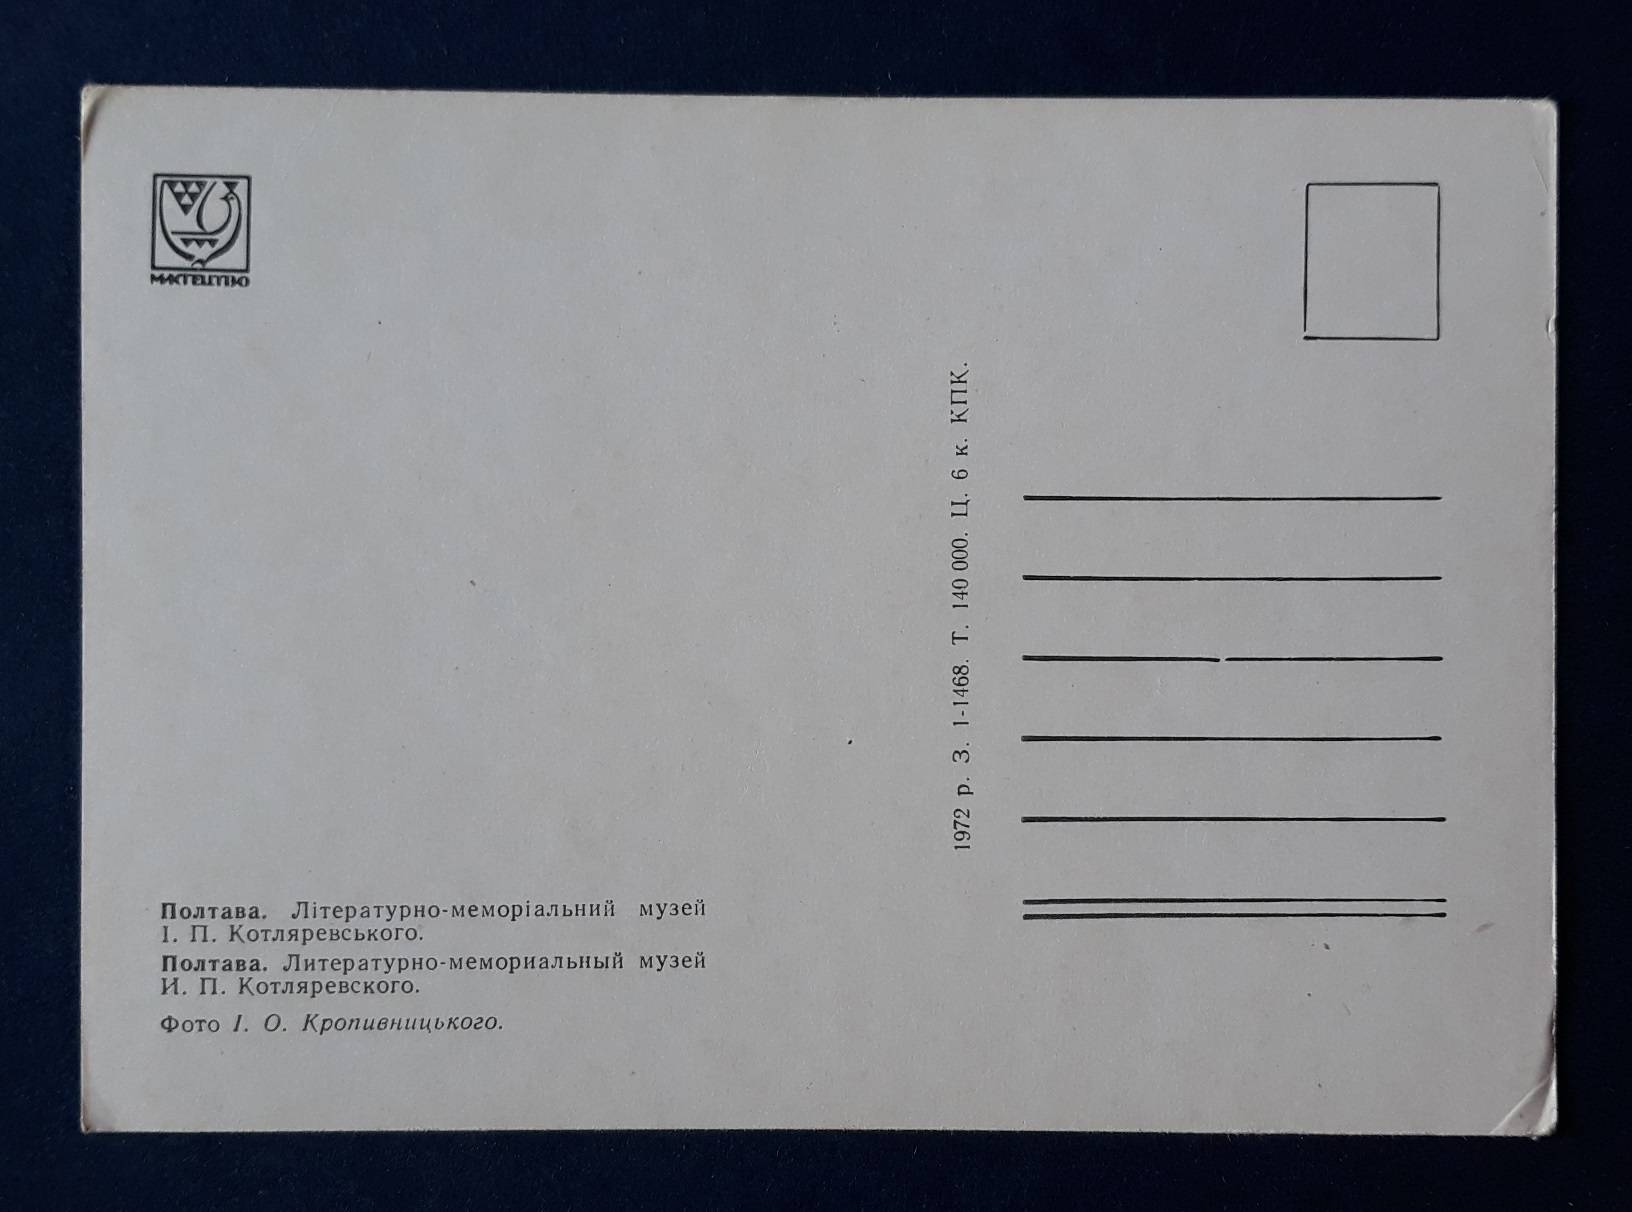 МИСТЕЦТВО
Полтава. Літературно-меморіальний музей
І. П. Котляревського.
Полтава. Литературно-мемориальный музей
И. П. Котляревского.
Фото І. О. Кропивницького.
1972 р. З. 1-1468. Т. 140 000. Ц. 6 к. КПК.